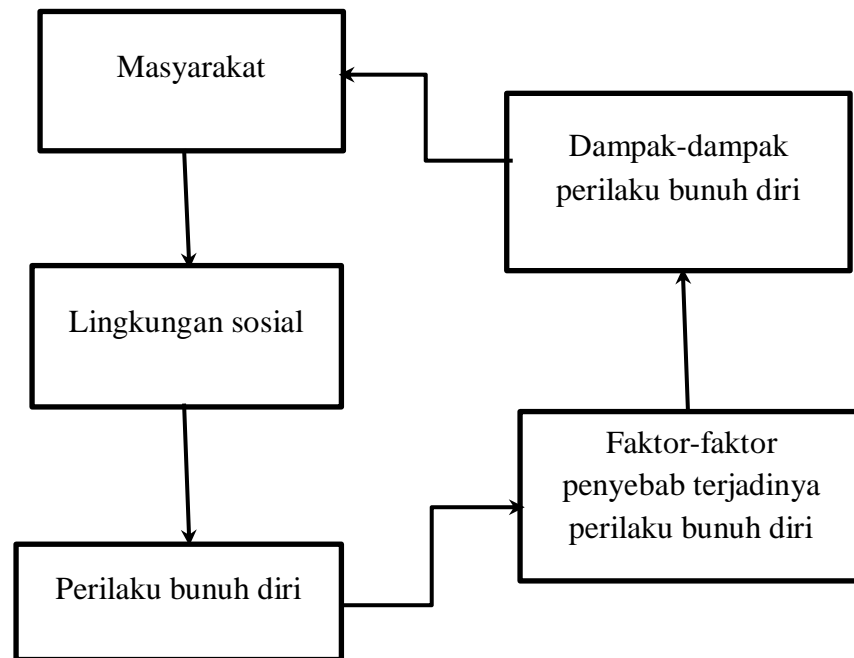 Masyarakat
Dampak-dampak
perilaku bunuh diri
Lingkungan sosial
Faktor-faktor
penyebab terjadinya
perilaku bunuh diri
Perilaku bunuh diri